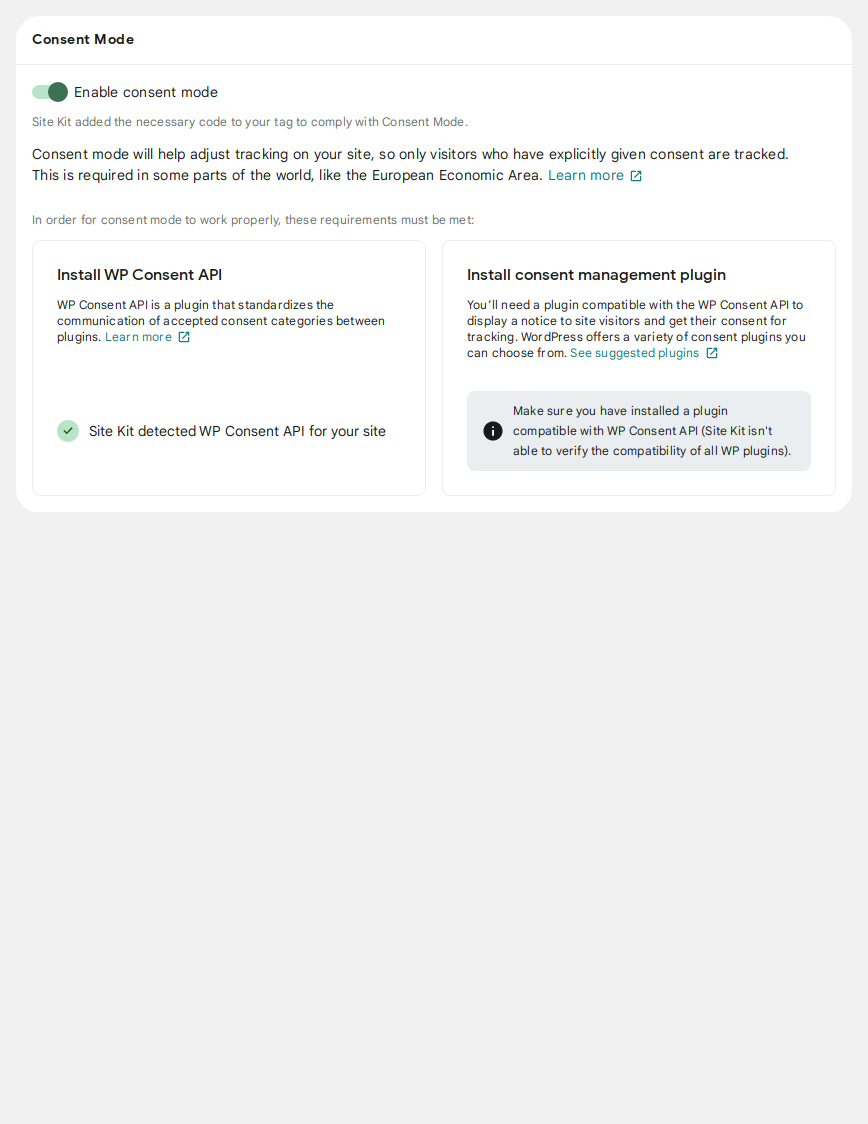 Consent Mode
Enable consent mode
Site Kit added the necessary code to your tag to comply with Consent Mode.
Consent mode will help adjust tracking on your site, so only visitors who have explicitly given consent are tracked.
This is required in some parts of the world, like the European Economic Area. Learn more
In order for consent mode to work properly, these requirements must be met:
Install WP Consent API
WP Consent API is a plugin that standardizes the
communication of accepted consent categories between
plugins. Learn more
Site Kit detected WP Consent API for your site
Install consent management plugin
You’ll need a plugin compatible with the WP Consent API to
display a notice to site visitors and get their consent for
tracking. WordPress offers a variety of consent plugins you
can choose from. See suggested plugins
Make sure you have installed a plugin
compatible with WP Consent API (Site Kit isn't
able to verify the compatibility of all WP plugins).